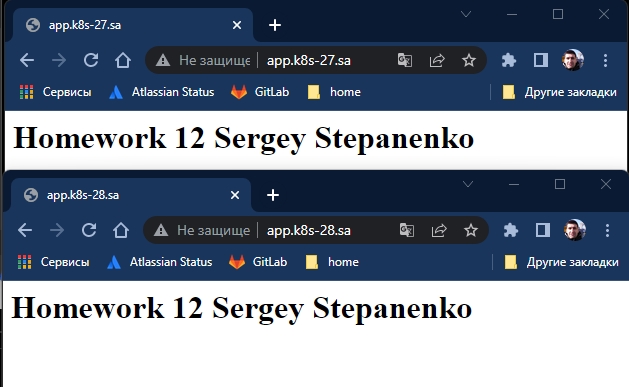 app.k8s-27.sa
Не защище app.k8s-27.sa
Сервисы Atlassian Status GitLab home Другие закладки
Homework 12 Sergey Stepanenko
app.k8s-28.sa
Не защище app.k8s-28.sa
Сервисы Atlassian Status GitLab home Другие закладки
Homework 12 Sergey Stepanenko